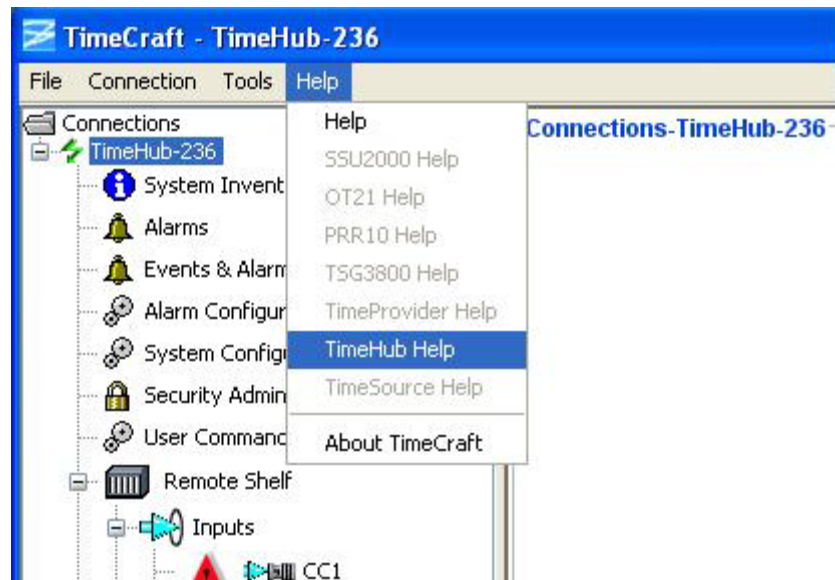 TimeCraft - TimeHub-236
File Connection Tools Help
Connections
TimeHub-236
System Invent
Alarms
Events & Alarm
Alarm Configur
System Config
Security Admin
User Command
Remote Shelf
Inputs
CC1
Help
SSU2000 Help
OT21 Help
PRR10 Help
TSG3800 Help
TimeProvider Help
TimeHub Help
TimeSource Help
About TimeCraft
Connections-TimeHub-236